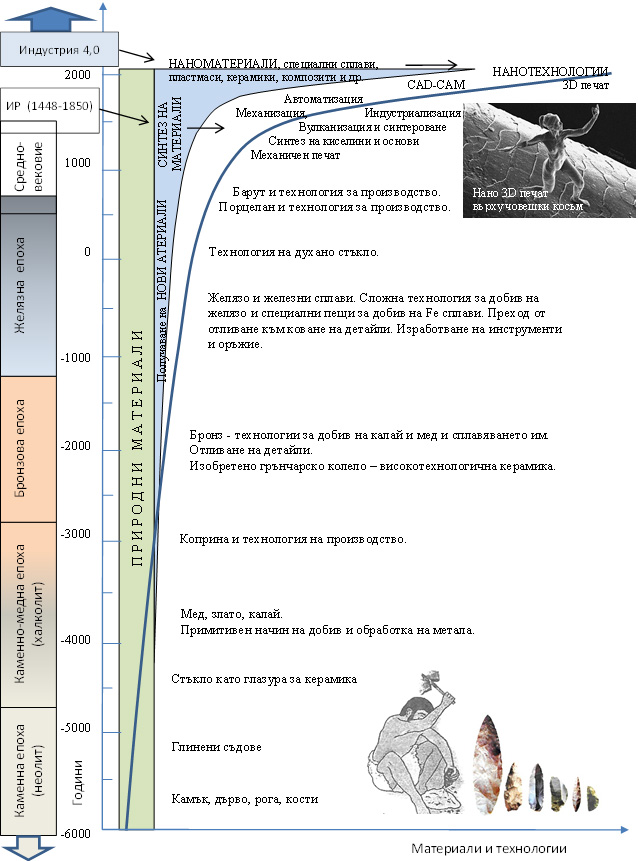 Индустрия 4,0
НАНОМАТЕРИАЛИ, специални сплави,
пластмаси, керамики, композити и др.
НАНОТЕХНОЛОГИИ
2000
CAD-CAM
3D печат
ИР (1448-1850)
Автоматизация
Механизация,
Индустриализация
Вулканизация и синтероване
Синтез на киселини и основи
Механичен печат
СИНТЕЗ НА
МАТЕРИАЛИ
Средно-
вековие
1000
Барут и технология за производство.
Порцелан и технология за производство.
Нано 3D печат
върху човешки косъм
Получаване на НОВИ АТЕРИАЛИ
0
Технология на духано стъкло.
Желязна епоха
Желязо и железни сплави. Сложна технология за добив на
желязо и специални пещи за добив на Fe сплави. Преход от
отливане към коване на детайли. Изработване на инструменти
и оръжие.
-1000
ПРИРОДНИ МАТЕРИАЛИ
Бронзова епоха
Бронз - технологии за добив на калай и мед и сплавяването им.
Отливане на детайли.
Изобретено грънчарско колело – високотехнологична керамика.
-2000
-3000
Коприна и технология на производство.
Каменно-медна епоха
(халколит)
Мед, злато, калай.
Примитивен начин на добив и обработка на метала.
-4000
Стъкло като глазура за керамика
-5000
Каменна епоха
(неолит)
Години
Глинени съдове
Камък, дърво, рога, кости
-6000
Материали и технологии